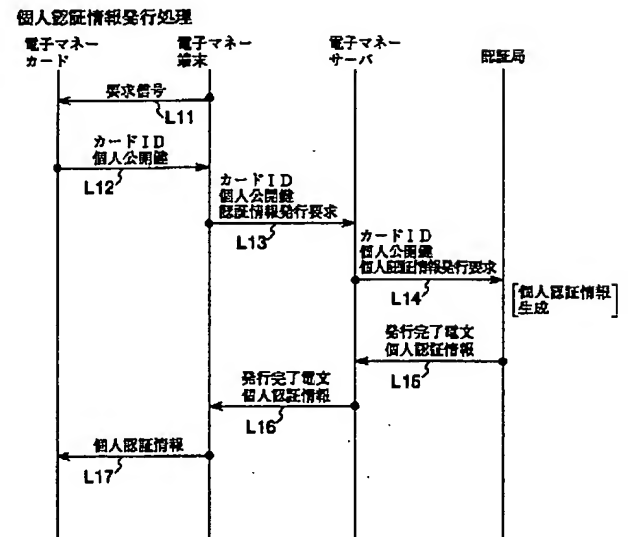 個人認証情報発行処理
電子マネー
カード
電子マネー
端末
電子マネー
サーバ
認証局
要求信号
L11
カードID
個人公開鍵
L12
カードID
個人公開鍵
認証情報発行要求
L13
カードID
個人公開鍵
個人認証情報発行要求
L14
[個人認証情報
生成]
発行完了電文
個人認証情報
L15
発行完了電文
個人認証情報
L16
個人認証情報
L17